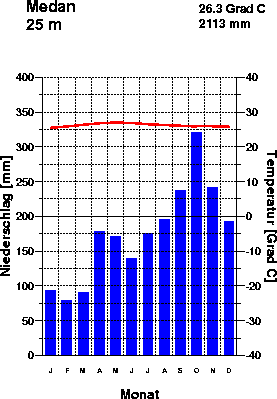 Medan
25 m
26.3 Grad C
2113 mm
400
350
300
250
200
150
100
50
0
Niederschlag [mm]
40
30
20
10
0
-10
-20
-30
-40
Temperatur [Grad C]
J F M A M J J A S O N D
Monat